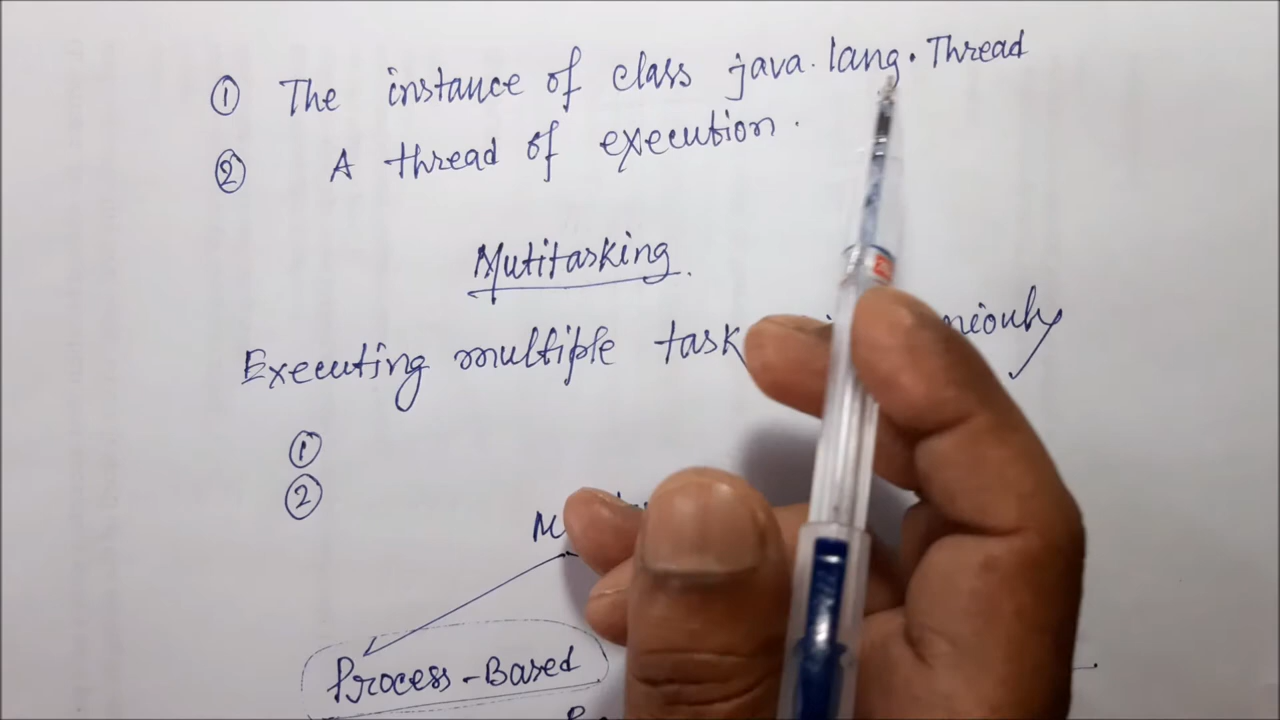 ① The instance of class java.lang.Thread
② A thread of execution.
Mutitasking.
Executing multiple task
①
②
Process-Based